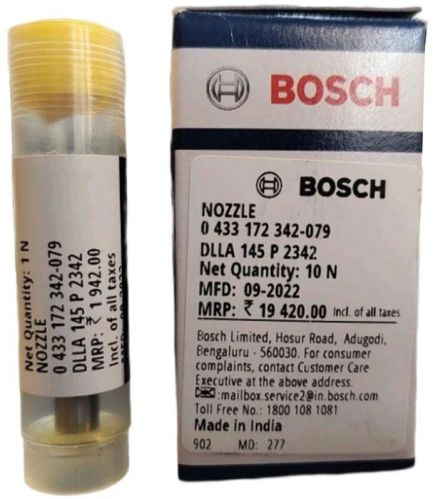 Net Quantity: 1 N
NOZZLE
0 433 172 342-079
DLLA 145 P 2342
MRP: ₹ 1 942.00
Incl. of all taxes
BOSCH
BOSCH
NOZZLE
0 433 172 342-079
DLLA 145 P 2342
Net Quantity: 10 N
MFD: 09-2022
MRP: ₹ 19 420.00 Incl. of all taxes
Bosch Limited, Hosur Road, Adugodi,
Bengaluru - 560030. For consumer
complaints, contact Customer Care
Executive at the above address.
:mailbox.service2@in.bosch.com
Toll Free No.: 1800 108 1081
Made in India
902 MD: 277